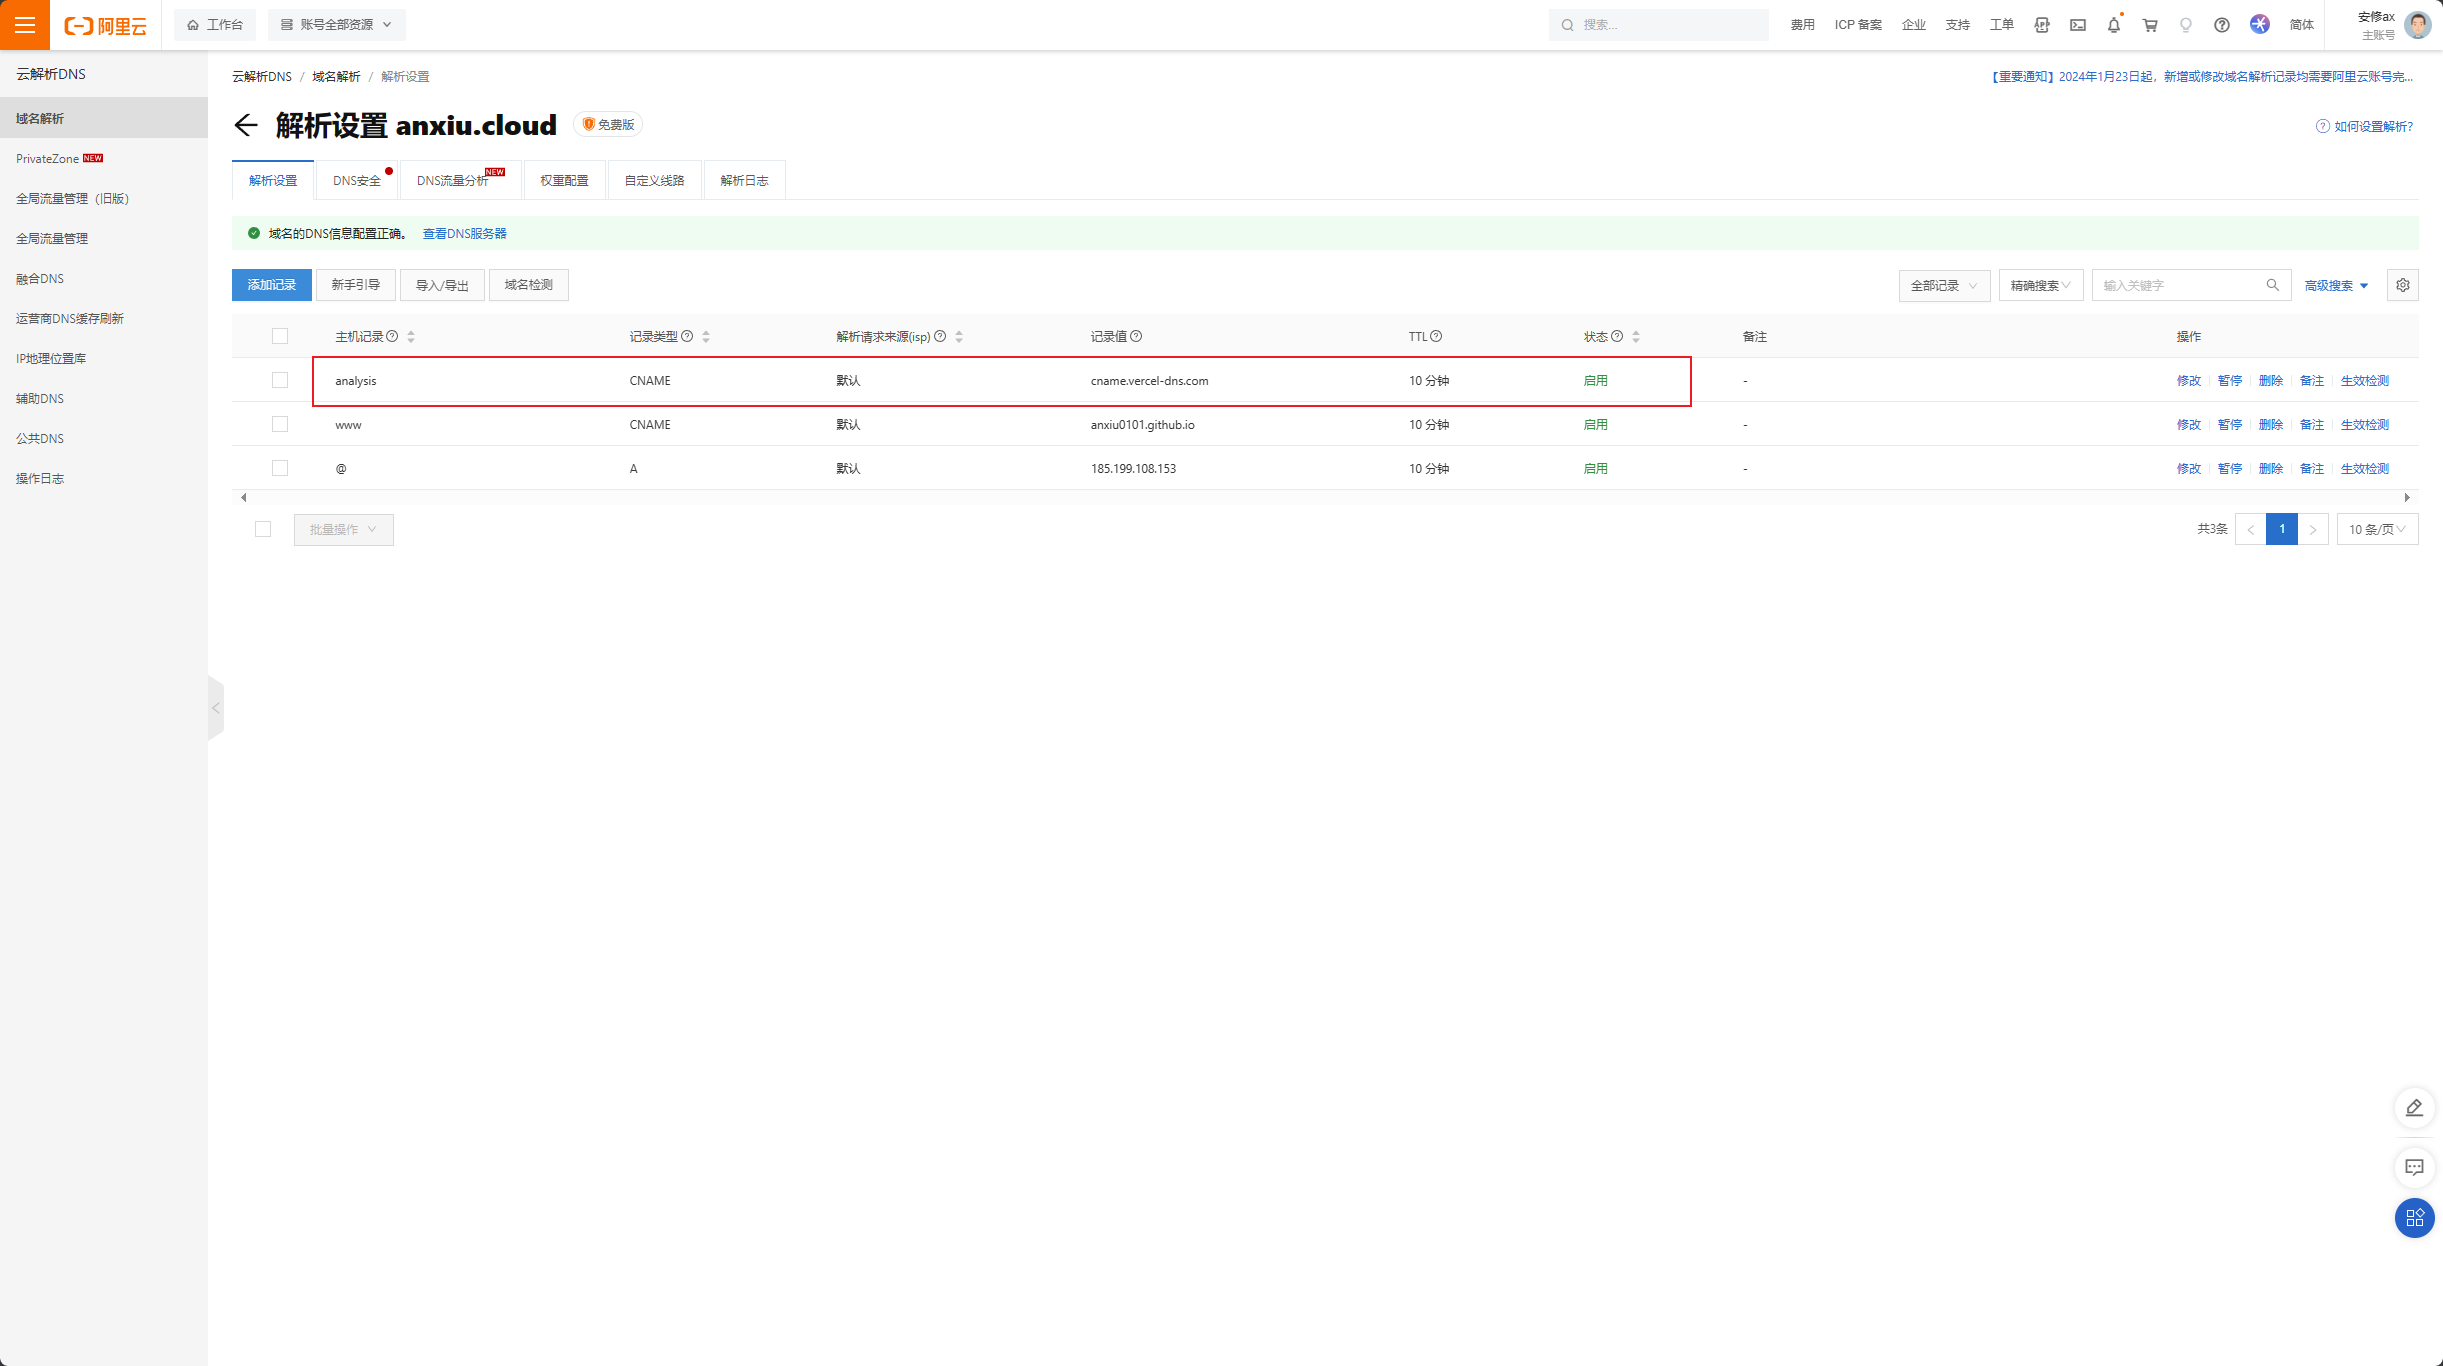 阿里云
工作台
账号全部资源
搜索...
费用
ICP 备案
企业
支持
工单
简体
安修ax
主账号
云解析DNS
域名解析
PrivateZone NEW
全局流量管理（旧版）
全局流量管理
融合DNS
运营商DNS缓存刷新
IP地理位置库
辅助DNS
公共DNS
操作日志
云解析DNS / 域名解析 / 解析设置
【重要通知】2024年1月23日起，新增或修改域名解析记录均需要阿里云账号完...
解析设置 anxiu.cloud
免费版
如何设置解析?
解析设置
DNS安全
DNS流量分析 NEW
权重配置
自定义线路
解析日志
域名的DNS信息配置正确。 查看DNS服务器
添加记录
新手引导
导入/导出
域名检测
全部记录
精确搜索
输入关键字
高级搜索
主机记录 记录类型 解析请求来源(isp) 记录值 TTL 状态 备注 操作
analysis CNAME 默认 cname.vercel-dns.com 10 分钟 启用 - 修改 暂停 删除 备注 生效检测
www CNAME 默认 anxiu0101.github.io 10 分钟 启用 - 修改 暂停 删除 备注 生效检测
@ A 默认 185.199.108.153 10 分钟 启用 - 修改 暂停 删除 备注 生效检测
批量操作
共3条
1
10 条/页